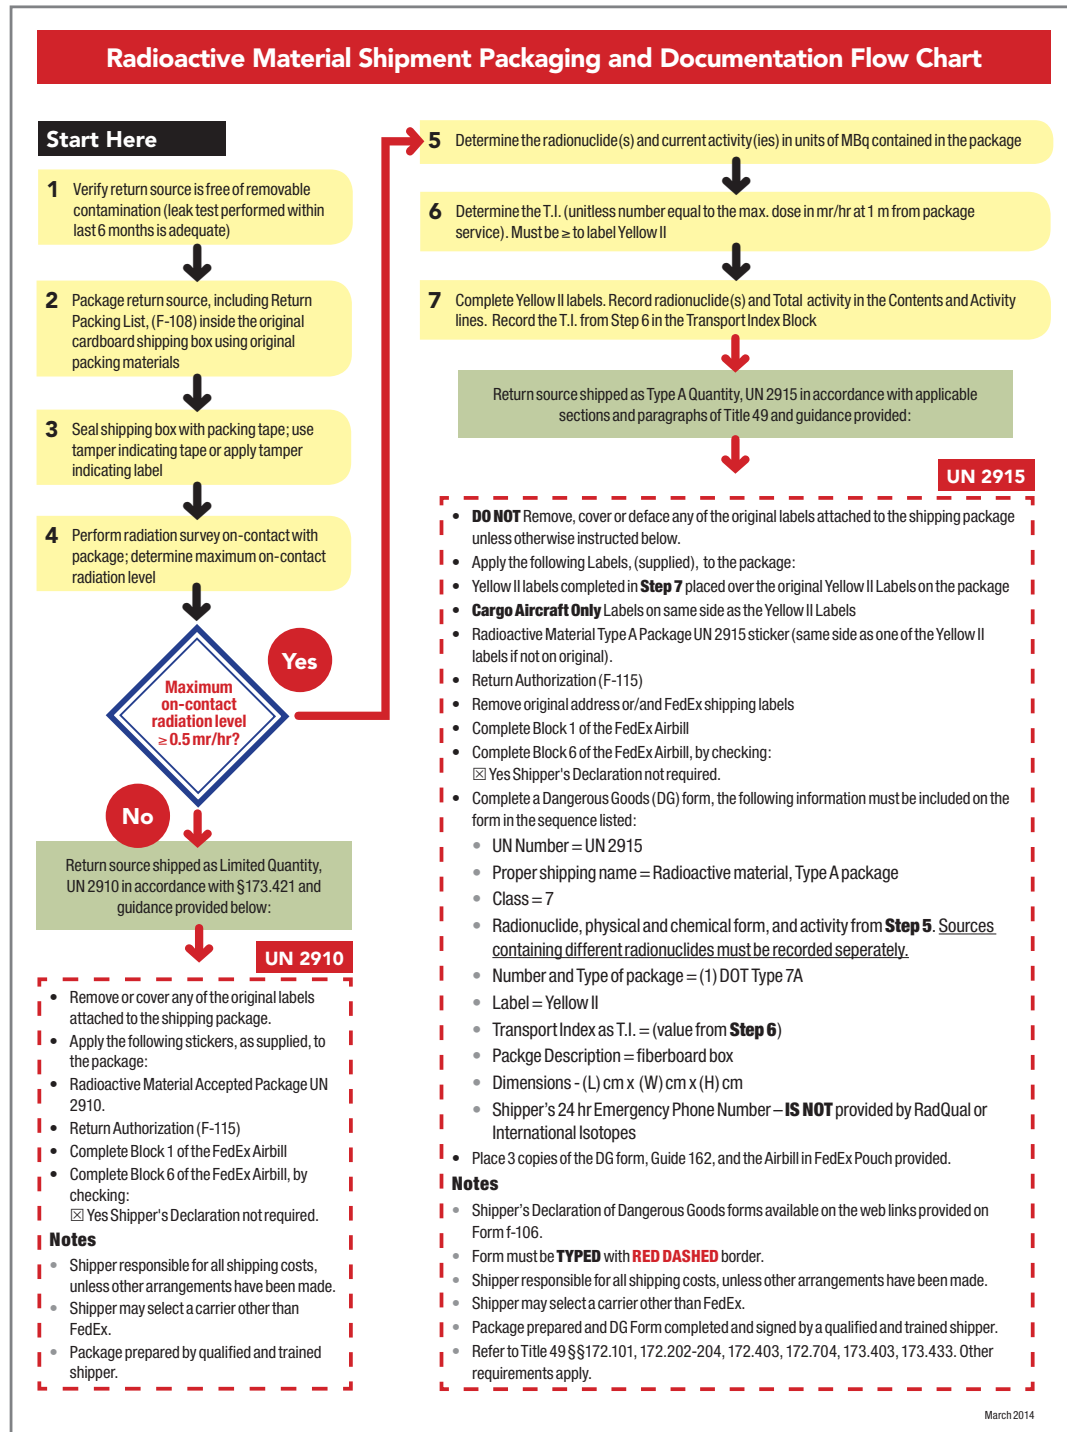 Radioactive Material Shipment Packaging and Documentation Flow Chart
Start Here
1 Verify return source is free of removable
contamination (leak test performed within
last 6 months is adequate)
2 Package return source, including Return
Packing List, (F-108) inside the original
cardboard shipping box using original
packing materials
3 Seal shipping box with packing tape; use
tamper indicating tape or apply tamper
indicating label
4 Perform radiation survey on-contact with
package; determine maximum on-contact
radiation level
Maximum
on-contact
radiation level
≥ 0.5 mr/hr?
Yes
No
Return source shipped as Limited Quantity,
UN 2910 in accordance with §173.421 and
guidance provided below:
UN 2910
• Remove or cover any of the original labels
attached to the shipping package.
• Apply the following stickers, as supplied, to
the package:
• Radioactive Material Accepted Package UN
2910.
• Return Authorization (F-115)
• Complete Block 1 of the FedEx Airbill
• Complete Block 6 of the FedEx Airbill, by
checking:
☒ Yes Shipper's Declaration not required.
Notes
• Shipper responsible for all shipping costs,
unless other arrangements have been made.
• Shipper may select a carrier other than
FedEx.
• Package prepared by qualified and trained
shipper.
5 Determine the radionuclide(s) and current activity(ies) in units of MBq contained in the package
6 Determine the T.I. (unitless number equal to the max. dose in mr/hr at 1 m from package
service). Must be ≥ to label Yellow II
7 Complete Yellow II labels. Record radionuclide(s) and Total activity in the Contents and Activity
lines. Record the T.I. from Step 6 in the Transport Index Block
Return source shipped as Type A Quantity, UN 2915 in accordance with applicable
sections and paragraphs of Title 49 and guidance provided:
UN 2915
• DO NOT Remove, cover or deface any of the original labels attached to the shipping package
unless otherwise instructed below.
• Apply the following Labels, (supplied), to the package:
• Yellow II labels completed in Step 7 placed over the original Yellow II Labels on the package
• Cargo Aircraft Only Labels on same side as the Yellow II Labels
• Radioactive Material Type A Package UN 2915 sticker (same side as one of the Yellow II
labels if not on original).
• Return Authorization (F-115)
• Remove original address or/and FedEx shipping labels
• Complete Block 1 of the FedEx Airbill
• Complete Block 6 of the FedEx Airbill, by checking:
☒ Yes Shipper's Declaration not required.
• Complete a Dangerous Goods (DG) form, the following information must be included on the
form in the sequence listed:
• UN Number = UN 2915
• Proper shipping name = Radioactive material, Type A package
• Class = 7
• Radionuclide, physical and chemical form, and activity from Step 5. Sources
containing different radionuclides must be recorded seperately.
• Number and Type of package = (1) DOT Type 7A
• Label = Yellow II
• Transport Index as T.I. = (value from Step 6)
• Packge Description = fiberboard box
• Dimensions - (L) cm x (W) cm x (H) cm
• Shipper's 24 hr Emergency Phone Number – IS NOT provided by RadQual or
International Isotopes
• Place 3 copies of the DG form, Guide 162, and the Airbill in FedEx Pouch provided.
Notes
• Shipper's Declaration of Dangerous Goods forms available on the web links provided on
Form f-106.
• Form must be TYPED with RED DASHED border.
• Shipper responsible for all shipping costs, unless other arrangements have been made.
• Shipper may select a carrier other than FedEx.
• Package prepared and DG Form completed and signed by a qualified and trained shipper.
• Refer to Title 49 §§172.101, 172.202-204, 172.403, 172.704, 173.403, 173.433. Other
requirements apply.
March 2014